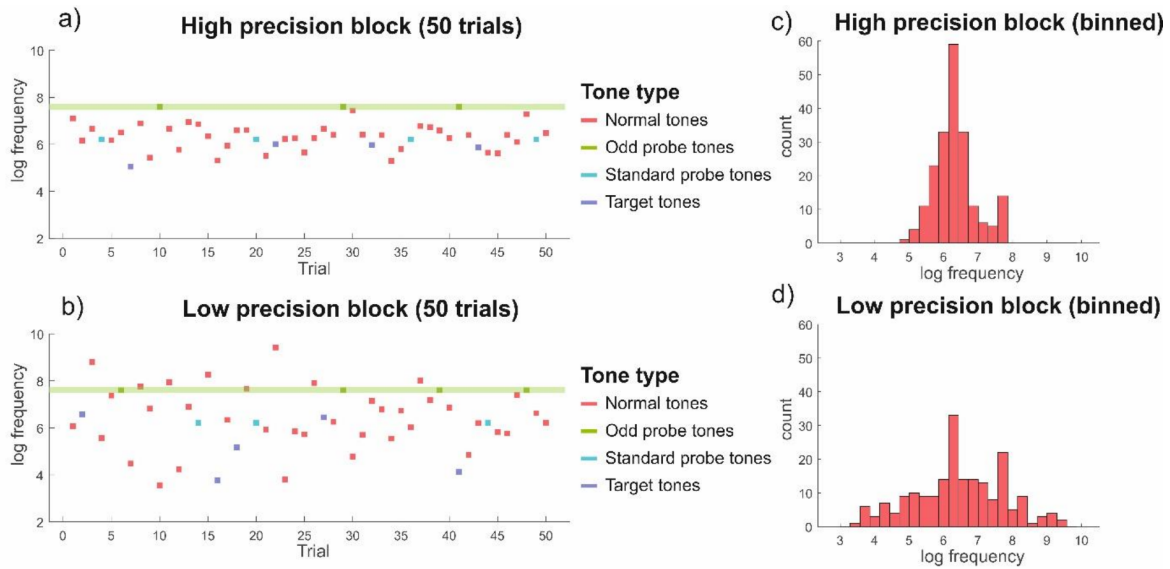 a)
High precision block (50 trials)
10
8
6
4
2
log frequency
0 5 10 15 20 25 30 35 40 45 50
Trial
Tone type
Normal tones
Odd probe tones
Standard probe tones
Target tones
c)
High precision block (binned)
60
50
40
30
20
10
0
count
3 4 5 6 7 8 9 10
log frequency
b)
Low precision block (50 trials)
10
8
6
4
2
log frequency
0 5 10 15 20 25 30 35 40 45 50
Trial
Tone type
Normal tones
Odd probe tones
Standard probe tones
Target tones
d)
Low precision block (binned)
60
50
40
30
20
10
0
count
3 4 5 6 7 8 9 10
log frequency